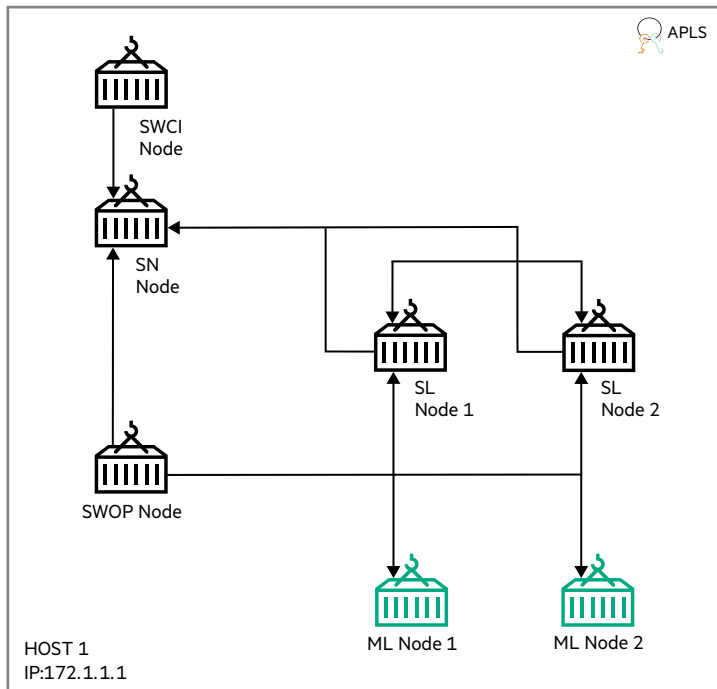 APLS
SWCI
Node
SN
Node
SL
Node 1
SL
Node 2
SWOP Node
ML Node 1
ML Node 2
HOST 1
IP:172.1.1.1